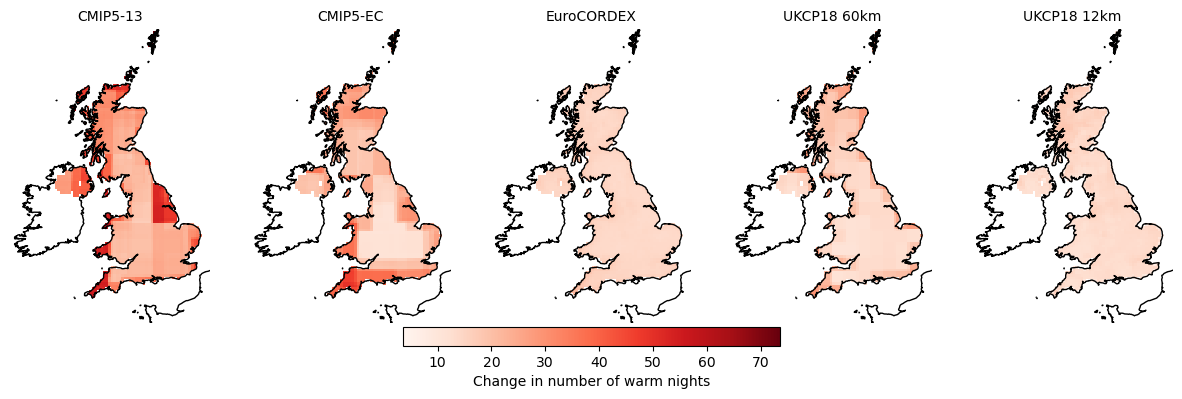 CMIP5-13
CMIP5-EC
EuroCORDEX
UKCP18 60km
UKCP18 12km
10 20 30 40 50 60 70
Change in number of warm nights